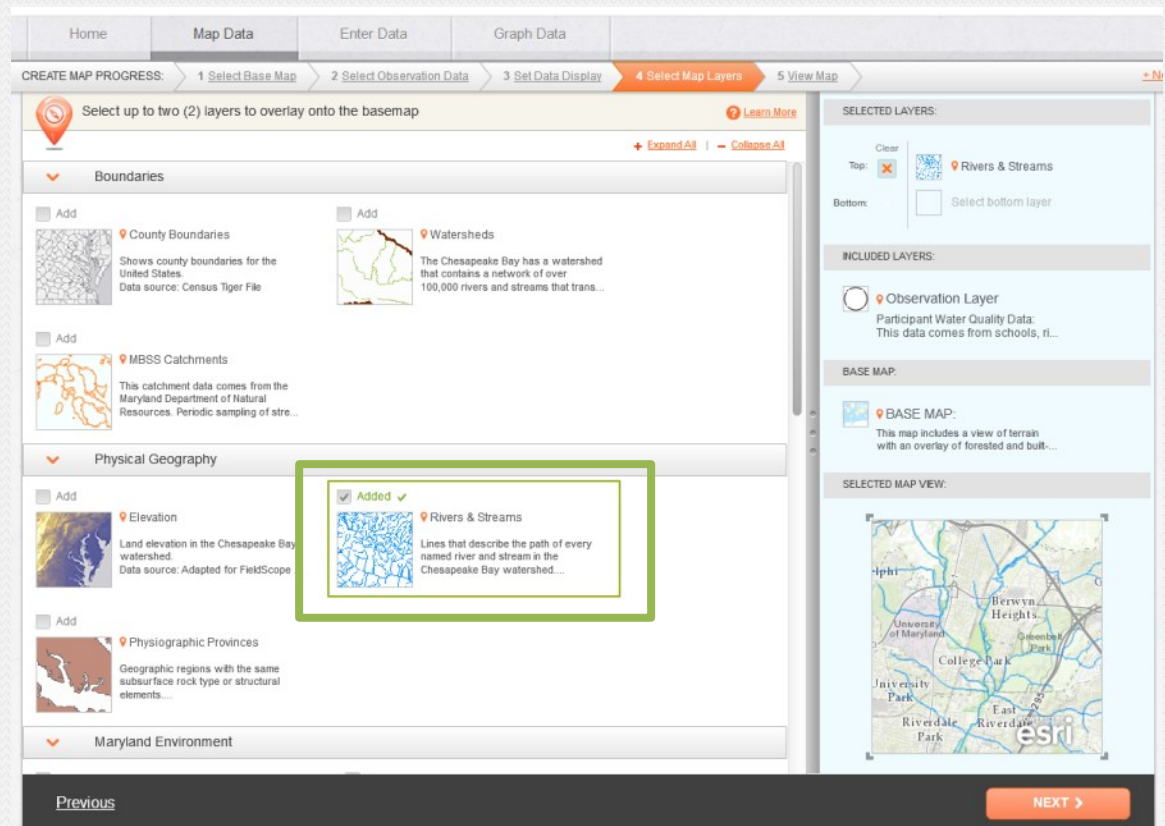 Home
Map Data
Enter Data
Graph Data
CREATE MAP PROGRESS:
1 Select Base Map
2 Select Observation Data
3 Set Data Display
4 Select Map Layers
5 View Map
Select up to two (2) layers to overlay onto the basemap
? Learn More
+ Expand All | – Collapse All
Boundaries
Add
County Boundaries
Shows county boundaries for the
United States.
Data source: Census Tiger File
Add
Watersheds
The Chesapeake Bay has a watershed
that contains a network of over
100,000 rivers and streams that trans...
Add
MBSS Catchments
This catchment data comes from the
Maryland Department of Natural
Resources. Periodic sampling of stre...
Physical Geography
Add
Elevation
Land elevation in the Chesapeake Bay
watershed.
Data source: Adapted for FieldScope
Added
Rivers & Streams
Lines that describe the path of every
named river and stream in the
Chesapeake Bay watershed....
Add
Physiographic Provinces
Geographic regions with the same
subsurface rock type or structural
elements....
Maryland Environment
SELECTED LAYERS:
Clear
Top:
Rivers & Streams
Bottom:
Select bottom layer
INCLUDED LAYERS:
Observation Layer
Participant Water Quality Data:
This data comes from schools, ri...
BASE MAP:
BASE MAP:
This map includes a view of terrain
with an overlay of forested and built-...
SELECTED MAP VIEW:
Berwyn
Heights
University
of Maryland
Greenbelt
Park
College Park
University
Park
East
Riverdale
Riverdale
Park
295
esri
Previous
NEXT >